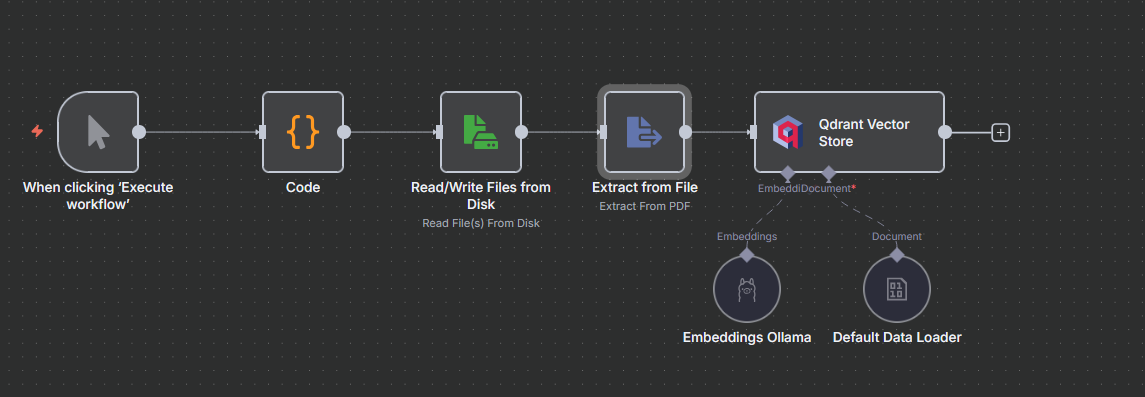 Qdrant Vector
Store
When clicking ‘Execute
workflow’
Code
Read/Write Files from
Disk
Read File(s) From Disk
Extract from File
Extract From PDF
EmbeddiDocument*
Embeddings
Document
0110
Embeddings Ollama
Default Data Loader